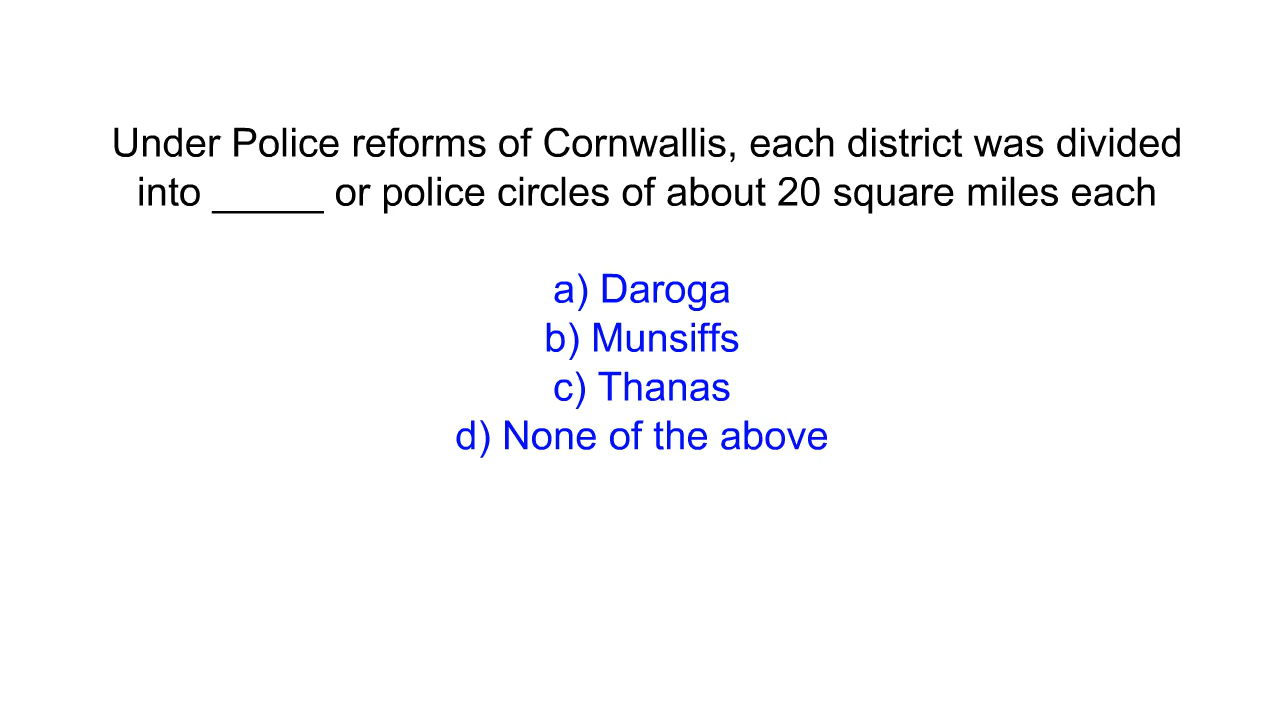 Under Police reforms of Cornwallis, each district was divided
into _____ or police circles of about 20 square miles each
a) Daroga
b) Munsiffs
c) Thanas
d) None of the above